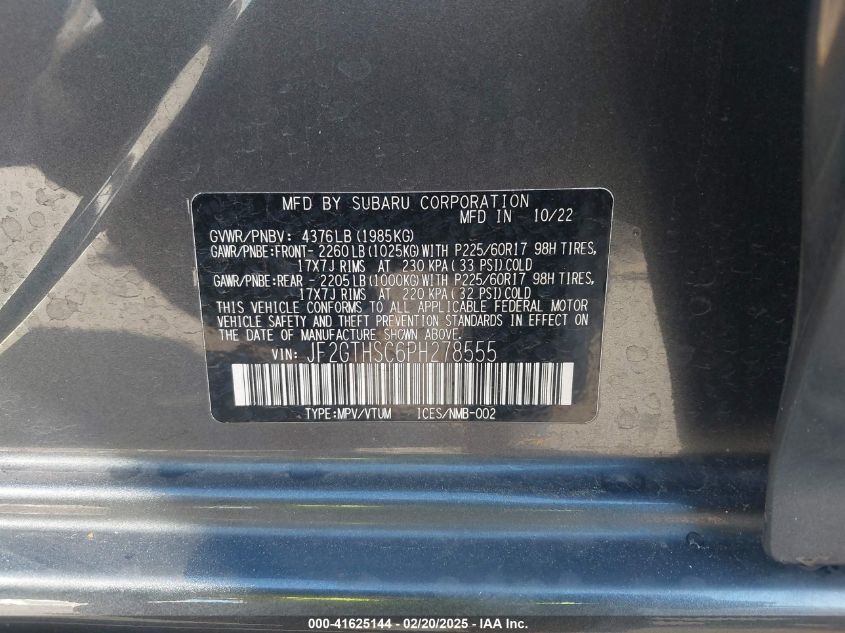 MFD BY SUBARU CORPORATION
MFD IN 10/22
GVWR/PNBV: 4376LB(1985KG)
GAWR/PNBE:FRONT- 2260LB(1025KG)WITH P225/60R17 98H TIRES,
17X7J RIMS AT 230 KPA(33 PSI)COLD
GAWR/PNBE:REAR - 2205LB(1000KG)WITH P225/60R17 98H TIRES,
17X7J RIMS AT 220 KPA(32 PSI)COLD
THIS VEHICLE CONFORMS TO ALL APPLICABLE FEDERAL MOTOR
VEHICLE SAFETY AND THEFT PREVENTION STANDARDS IN EFFECT ON
THE DATE OF MANUFACTURE SHOWN ABOVE.
VIN: JF2GTHSC6PH278555
TYPE:MPV/VTUM ICES/NMB-002
000-41625144 - 02/20/2025 - IAA Inc.